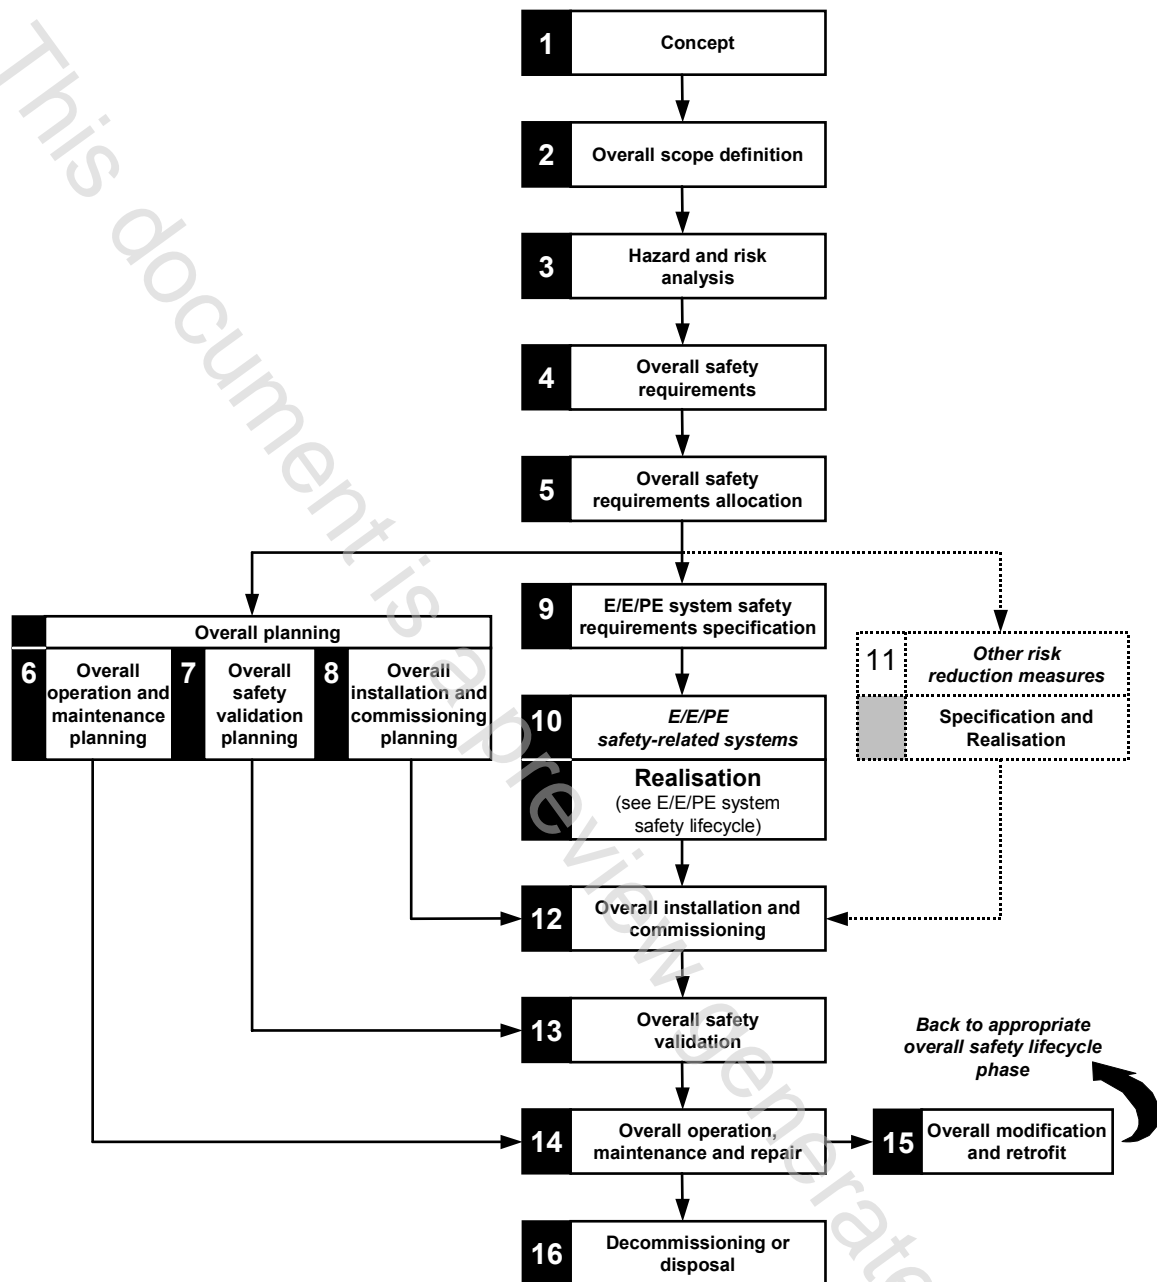 1
Concept
2
Overall scope definition
3
Hazard and risk
analysis
4
Overall safety
requirements
5
Overall safety
requirements allocation
Overall planning
6
Overall
operation and
maintenance
planning
7
Overall
safety
validation
planning
8
Overall
installation and
commissioning
planning
9
E/E/PE system safety
requirements specification
10
E/E/PE
safety-related systems
Realisation
(see E/E/PE system
safety lifecycle)
11
Other risk
reduction measures
Specification and
Realisation
12
Overall installation and
commissioning
13
Overall safety
validation
Back to appropriate
overall safety lifecycle
phase
14
Overall operation,
maintenance and repair
15
Overall modification
and retrofit
16
Decommissioning or
disposal
This document is a preview generate